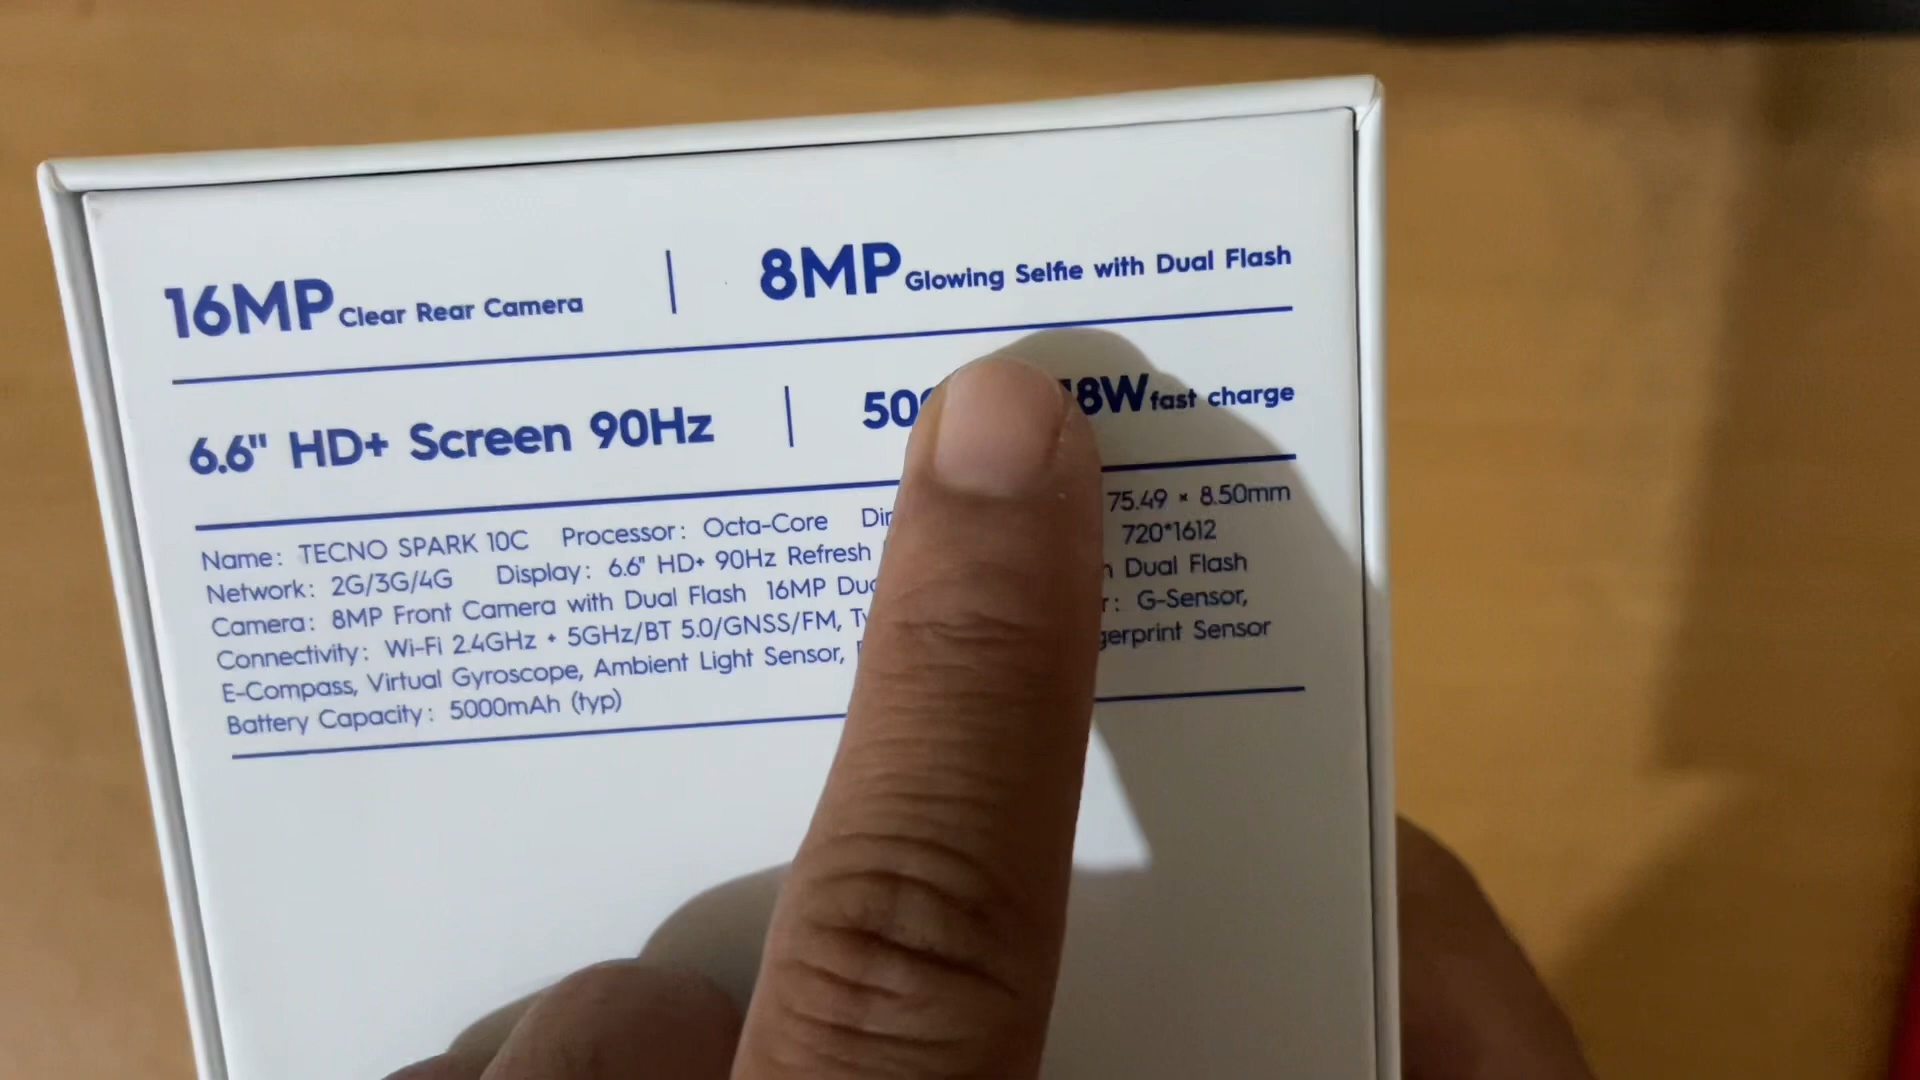 16MP Clear Rear Camera | 8MP Glowing Selfie with Dual Flash
6.6" HD+ Screen 90Hz | fast charge
Name: TECNO SPARK 10C Processor: Octa-Core 75.49 × 8.50mm
Network: 2G/3G/4G Display: 6.6" HD+ 90Hz Refresh 720*1612
Camera: 8MP Front Camera with Dual Flash 16MP Dual Flash
Connectivity: Wi-Fi 2.4GHz + 5GHz/BT 5.0/GNSS/FM, G-Sensor,
E-Compass, Virtual Gyroscope, Ambient Light Sensor, Sensor
Battery Capacity: 5000mAh (typ)